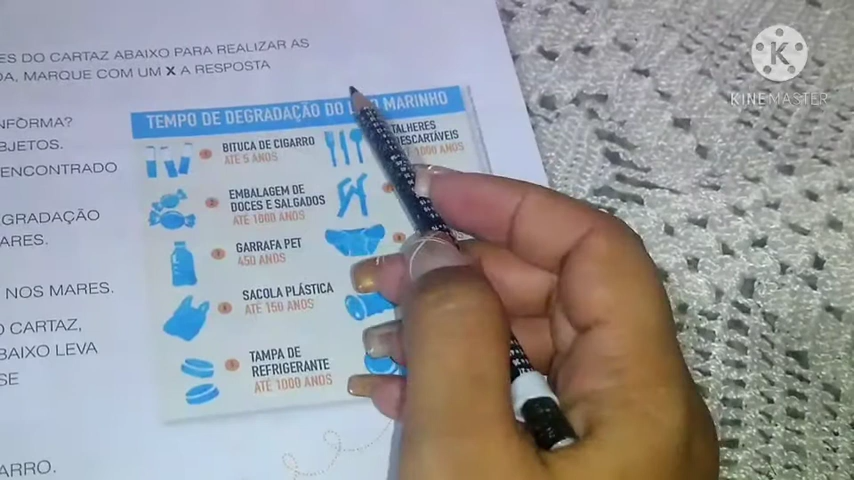 ES DO CARTAZ ABAIXO PARA REALIZAR AS
DA, MARQUE COM UM X A RESPOSTA
NFORMA?
BJETOS.
ENCONTRADO
GRADAÇÃO
ARES.
NOS MARES.
O CARTAZ,
BAIXO LEVA
SE
ARRO.
TEMPO DE DEGRADAÇÃO DO MARINHO
BITUCA DE CIGARRO
ATÉ 5 ANOS
EMBALAGEM DE
DOCES E SALGADOS
ATÉ 1000 ANOS
GARRAFA PET
450 ANOS
SACOLA PLÁSTICA
ATÉ 150 ANOS
TAMPA DE
REFRIGERANTE
ATÉ 1000 ANOS
TALHERES
ESCARTÁVEIS
1000 ANOS
K
KINEMASTER